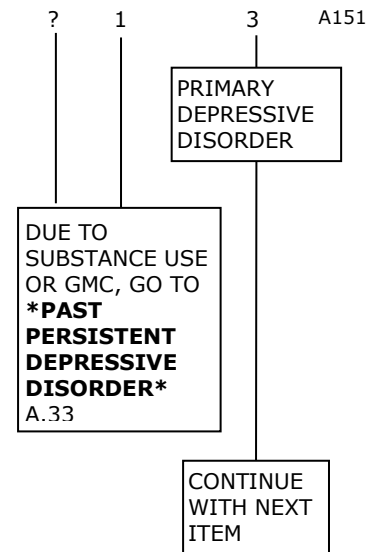 ? 1 3 A151
PRIMARY
DEPRESSIVE
DISORDER
DUE TO
SUBSTANCE USE
OR GMC, GO TO
*PAST
PERSISTENT
DEPRESSIVE
DISORDER*
A.33
CONTINUE
WITH NEXT
ITEM